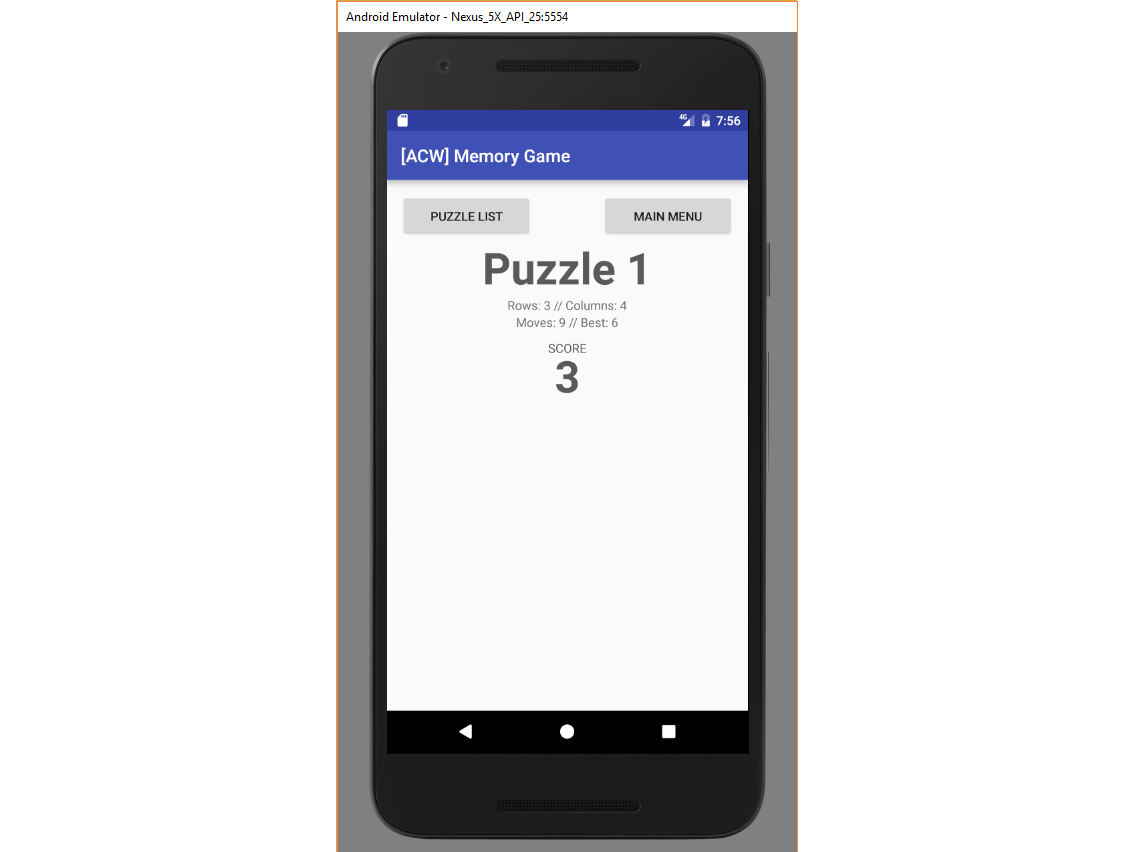 Android Emulator - Nexus_5X_API_25:5554
4G 7:56
[ACW] Memory Game
PUZZLE LIST MAIN MENU
Puzzle 1
Rows: 3 // Columns: 4
Moves: 9 // Best: 6
SCORE
3